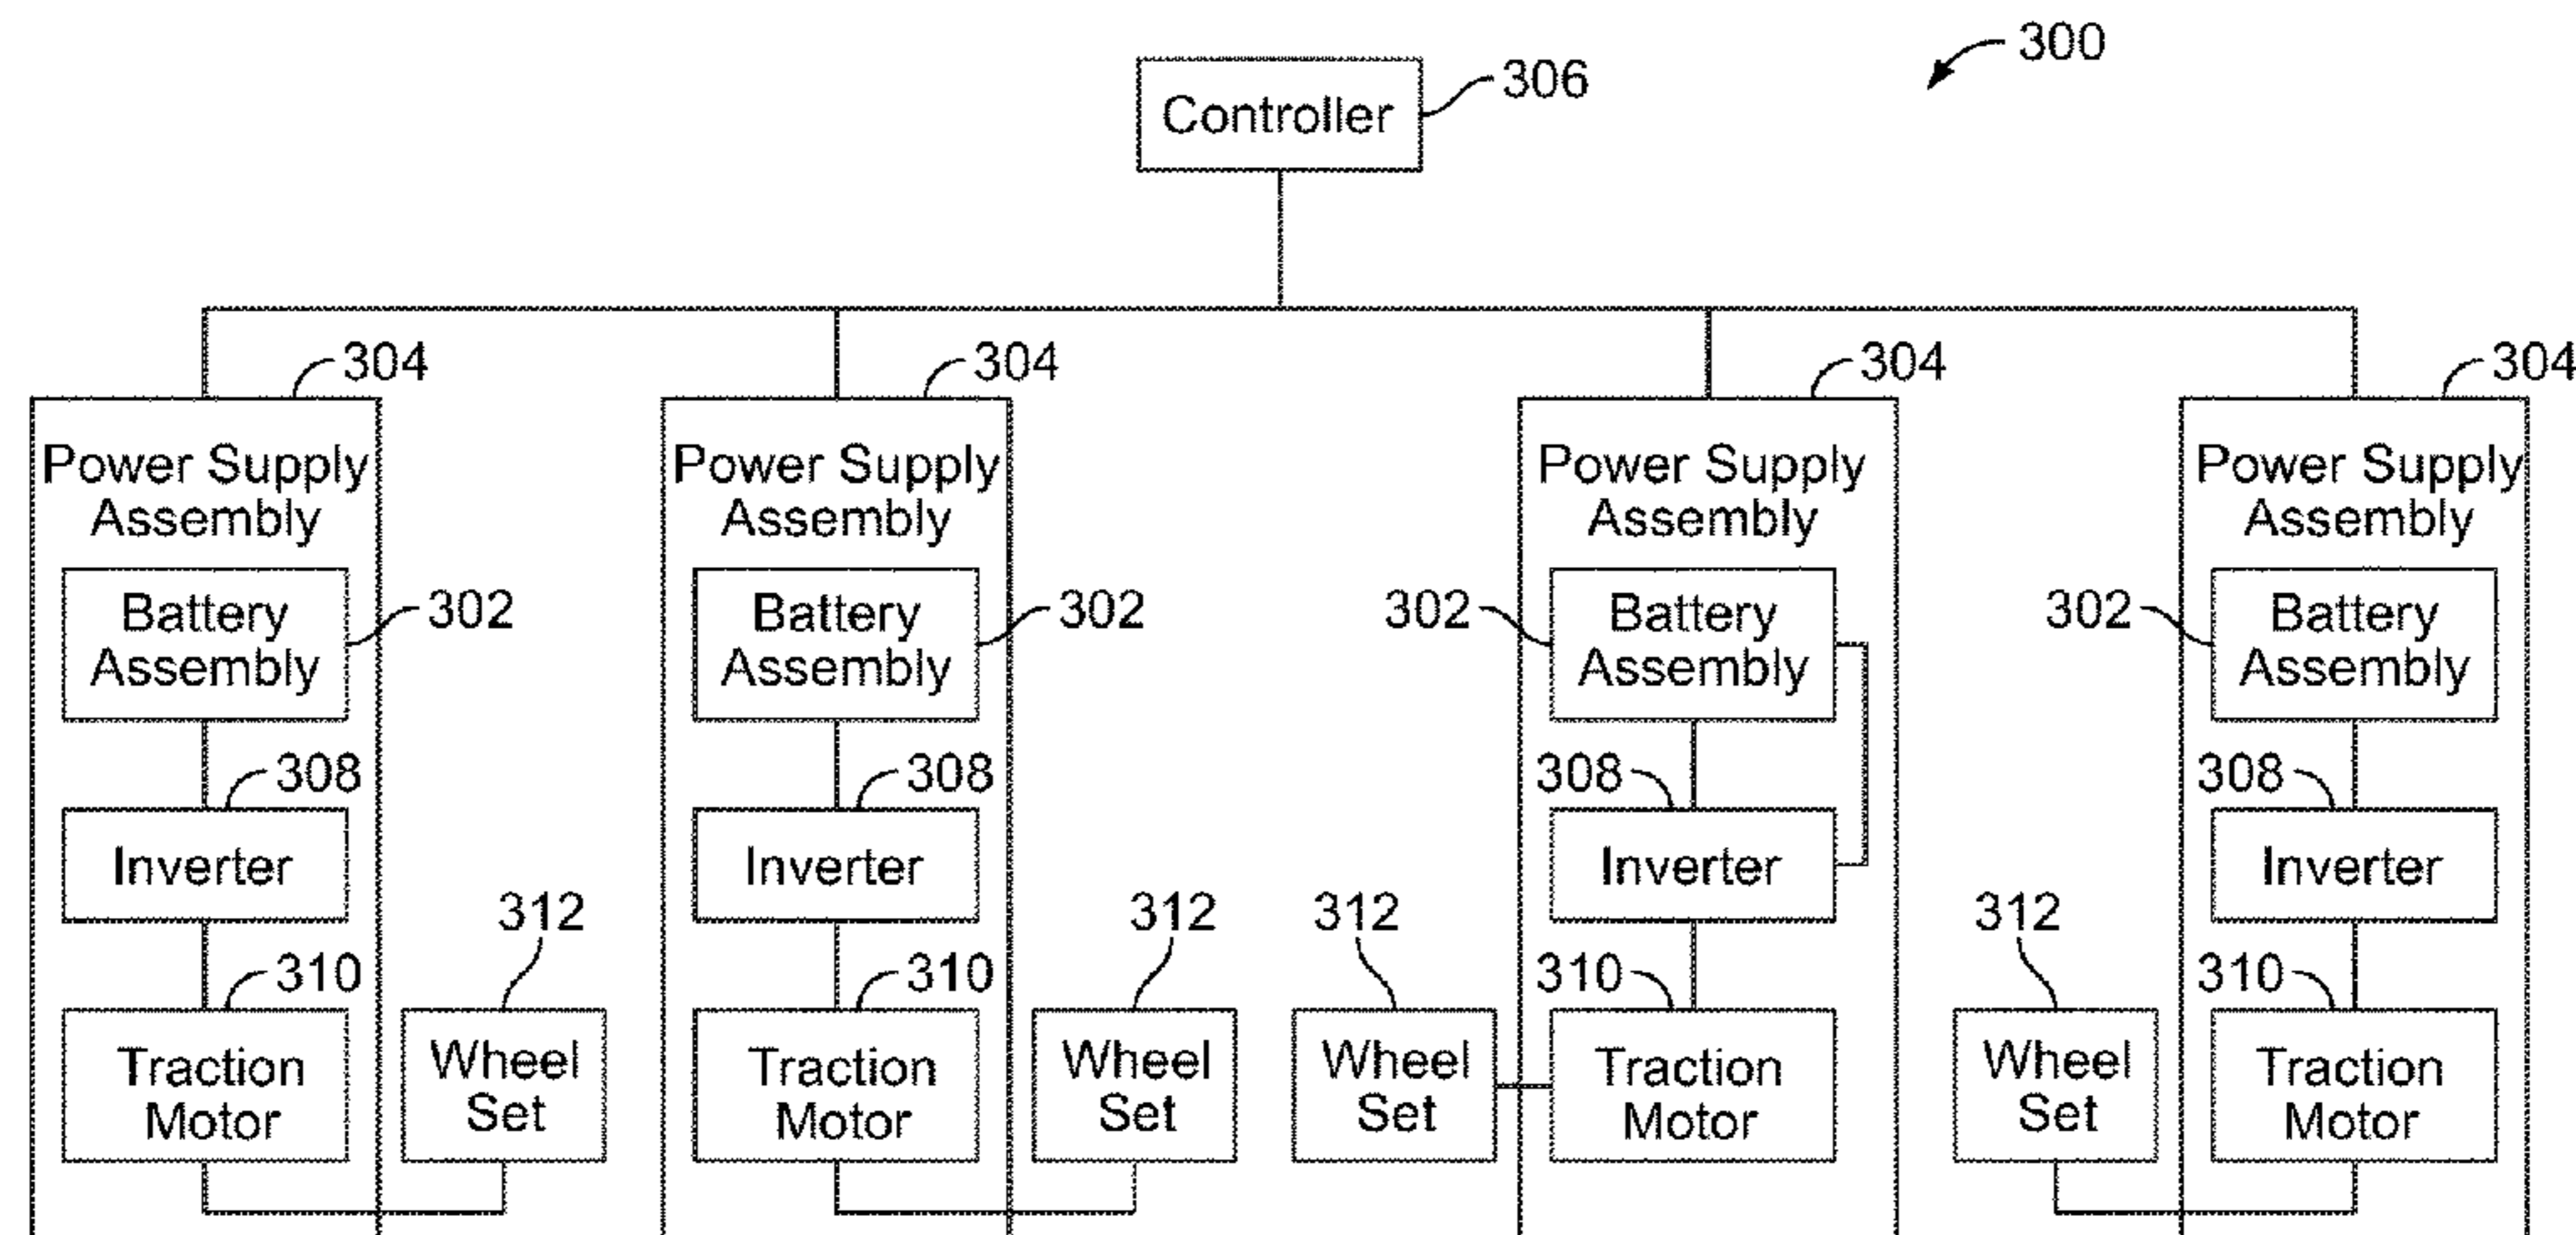 300
306
Controller
304
304
304
304
Power Supply
Assembly
Power Supply
Assembly
Power Supply
Assembly
Power Supply
Assembly
Battery
Assembly
302
Battery
Assembly
302
302
Battery
Assembly
302
Battery
Assembly
308
308
308
308
Inverter
Inverter
Inverter
Inverter
312
312
312
312
310
310
310
310
Traction
Motor
Wheel
Set
Traction
Motor
Wheel
Set
Wheel
Set
Traction
Motor
Wheel
Set
Traction
Motor